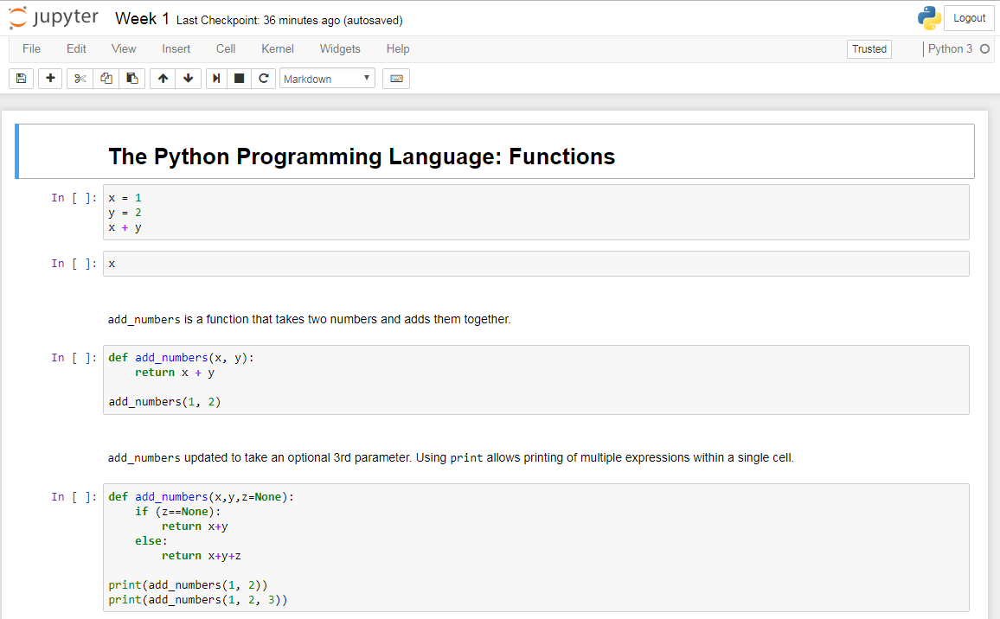 jupyter Week 1 Last Checkpoint: 36 minutes ago (autosaved) Logout
File Edit View Insert Cell Kernel Widgets Help Trusted Python 3
Markdown
The Python Programming Language: Functions
In [ ]: x = 1
y = 2
x + y
In [ ]: x
add_numbers is a function that takes two numbers and adds them together.
In [ ]: def add_numbers(x, y):
    return x + y
add_numbers(1, 2)
add_numbers updated to take an optional 3rd parameter. Using print allows printing of multiple expressions within a single cell.
In [ ]: def add_numbers(x,y,z=None):
    if (z==None):
        return x+y
    else:
        return x+y+z
print(add_numbers(1, 2))
print(add_numbers(1, 2, 3))